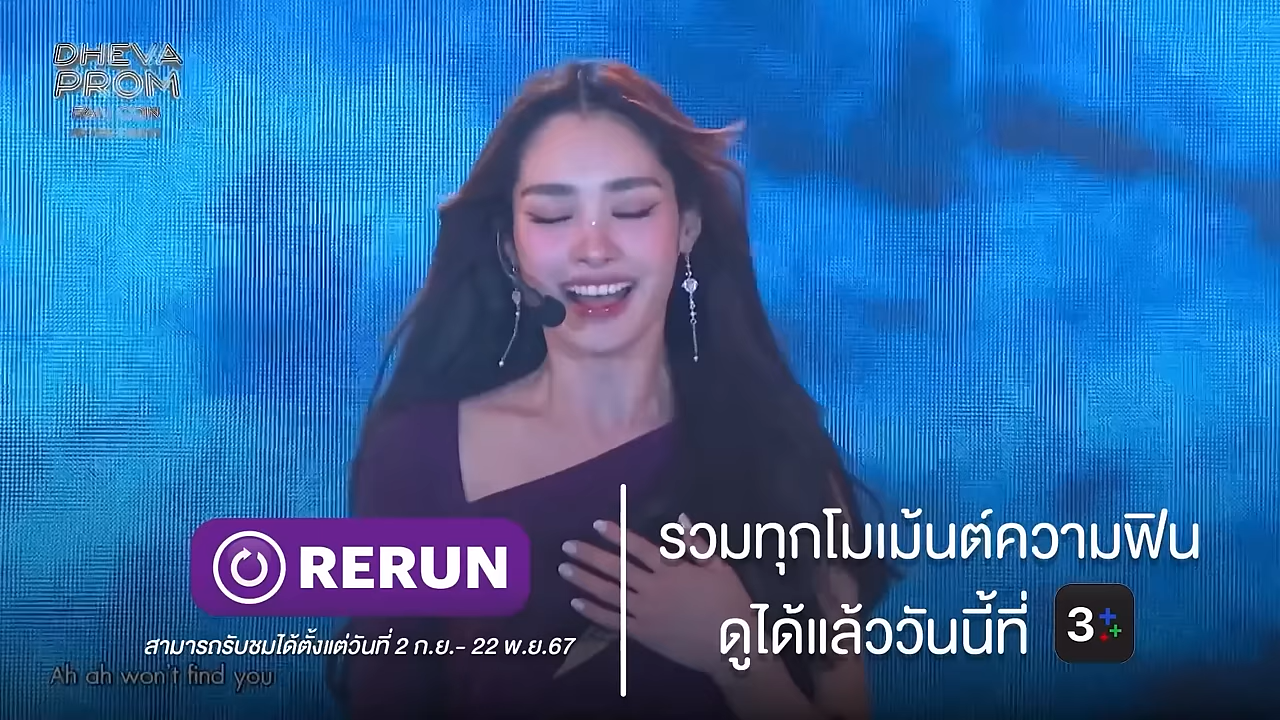 DHEVA
PROM
RERUN
สามารถรับชมได้ตั้งแต่วันที่ 2 ก.ย.- 22 พ.ย.67
รวมทุกโมเม้นต์ความฟิน
ดูได้แล้ววันนี้ที่ 3+
Ah ah won't find you